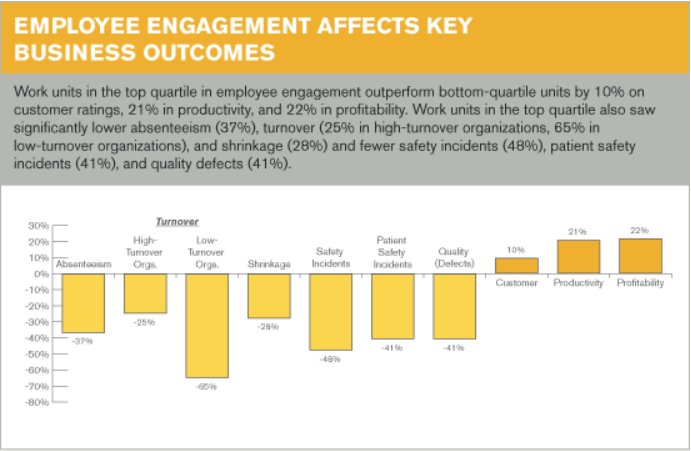 EMPLOYEE ENGAGEMENT AFFECTS KEY
BUSINESS OUTCOMES
Work units in the top quartile in employee engagement outperform bottom-quartile units by 10% on
customer ratings, 21% in productivity, and 22% in profitability. Work units in the top quartile also saw
significantly lower absenteeism (37%), turnover (25% in high-turnover organizations, 65% in
low-turnover organizations), and shrinkage (28%) and fewer safety incidents (48%), patient safety
incidents (41%), and quality defects (41%).
Turnover
30%
20%
10%
0%
-10%
-20%
-30%
-40%
-50%
-60%
-70%
-80%
Absenteeism
-37%
High-
Turnover
Orgs.
-25%
Low-
Turnover
Orgs.
-65%
Shrinkage
-28%
Safety
Incidents
-48%
Patient
Safety
Incidents
-41%
Quality
(Defects)
-41%
10%
Customer
21%
Productivity
22%
Profitability